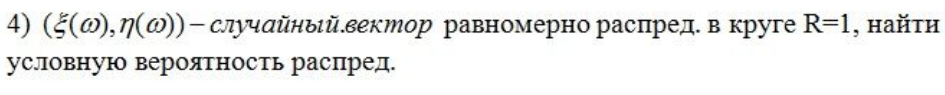 4) (ξ(ω),η(ω))−случайный.вектор равномерно распред. в круге R=1, найти
условную вероятность распред.